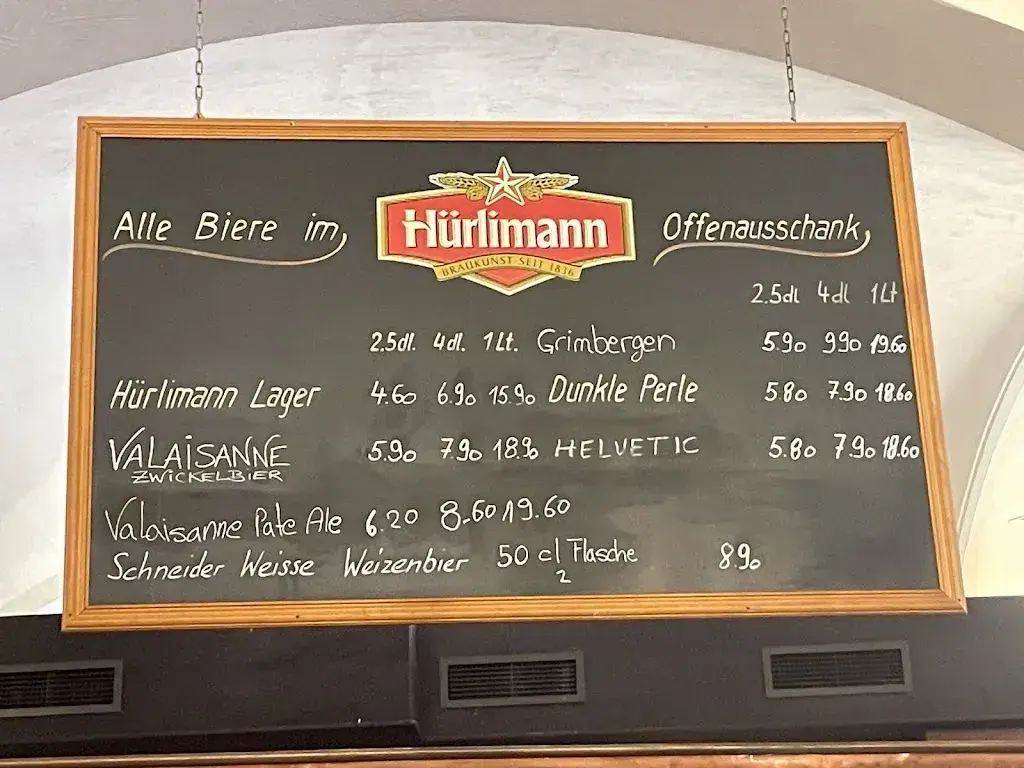 Alle Biere im
Hürlimann
BRAUKUNST SEIT 1836
Offenausschank
2.5dl 4dl 1Lt
2.5dl. 4dl. 1Lt. Grimbergen 5.90 9.90 19.60
Hürlimann Lager 4.60 6.90 15.90 Dunkle Perle 5.80 7.90 18.60
VALAISANNE 5.90 7.90 18.90 HELVETIC 5.80 7.90 18.60
ZWICKELBIER
Valaisanne Pale Ale 6.20 8.60 19.60
Schneider Weisse Weizenbier 50 cl Flasche 8.90